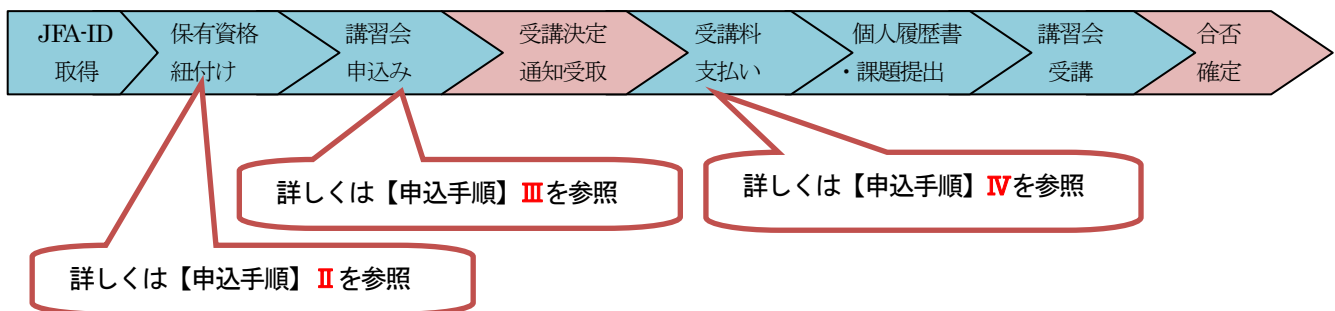 JFA-ID
取得
保有資格
紐付け
講習会
申込み
受講決定
通知受取
受講料
支払い
個人履歴書
・課題提出
講習会
受講
合否
確定
詳しくは【申込手順】Ⅲを参照
詳しくは【申込手順】Ⅳを参照
詳しくは【申込手順】Ⅱを参照